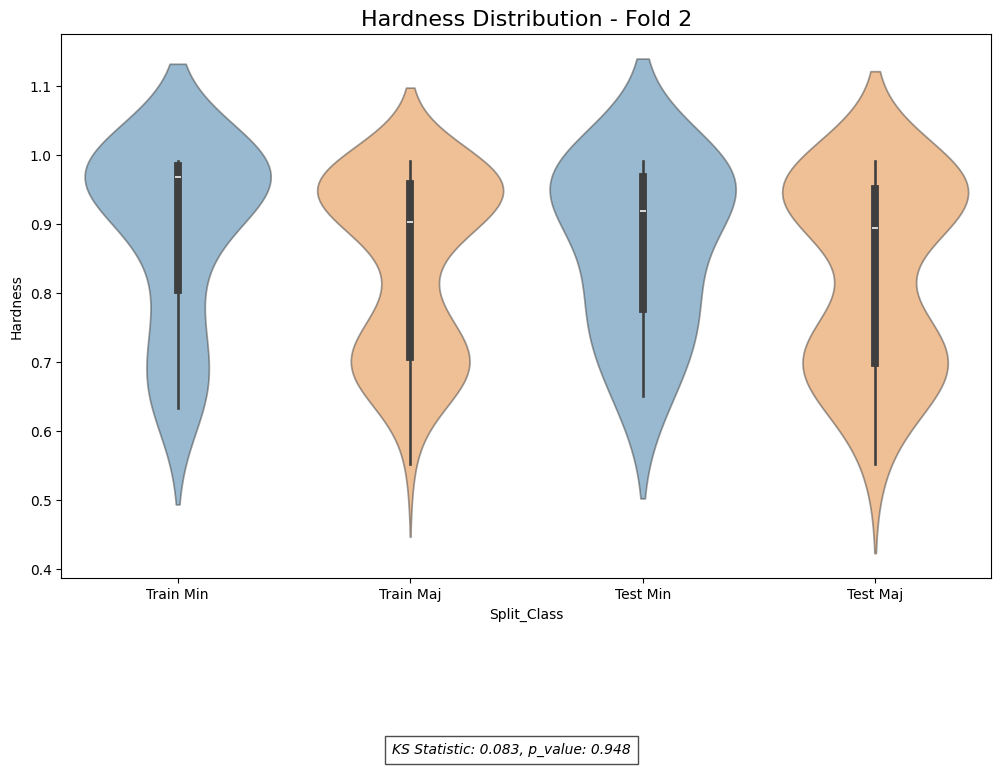 Hardness Distribution - Fold 2
Hardness
1.1
1.0
0.9
0.8
0.7
0.6
0.5
0.4
Train Min
Train Maj
Test Min
Test Maj
Split_Class
KS Statistic: 0.083, p_value: 0.948